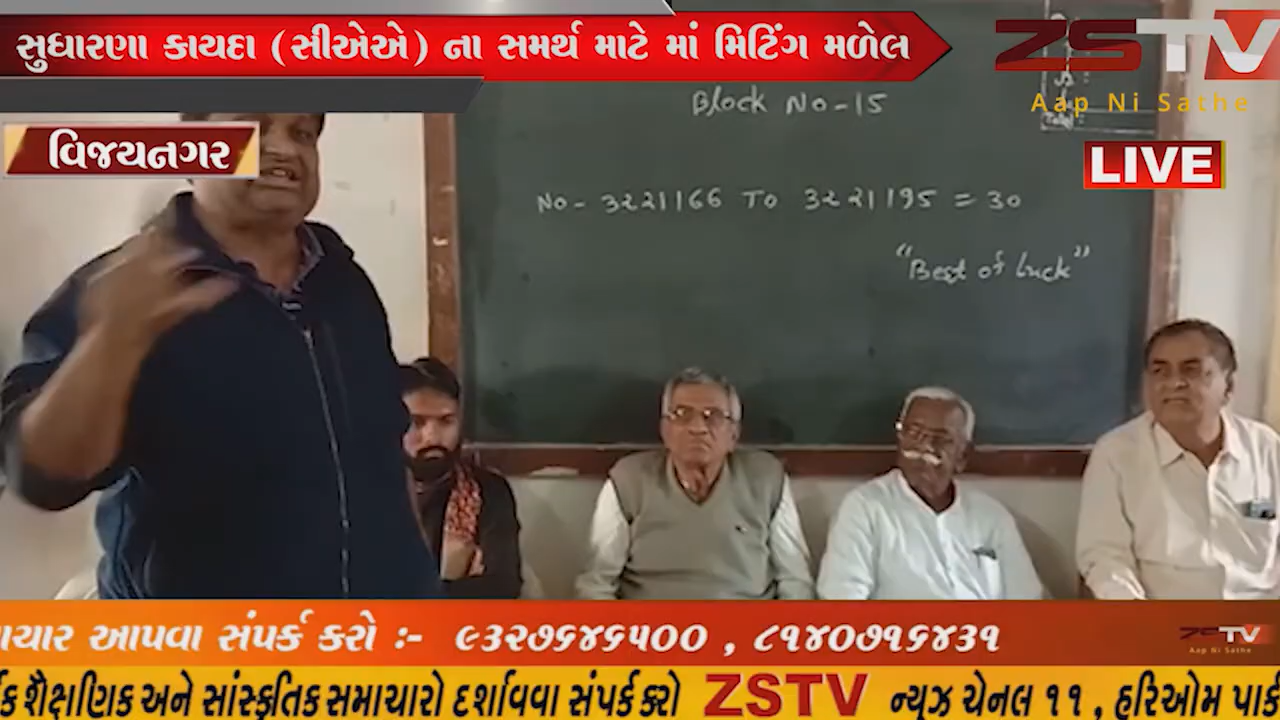 સુધારણા કાયદા (સીએએ) ના સમર્થ માટે માં મિટિંગ મળેલ
ZSTV
Aap Ni Sathe
LIVE
વિજયનગર
Block No-15
No- 3221166 To 3221195 = 30
"Best of Luck"
ાચાર આપવા સંપર્ક કરો :- ૯૩૨૭૬૪૬૫૦૦ , ૮૧૪૦૭૧૬૪૩૧
ZSTV
Aap Ni Sathe
ક શૈક્ષણિક અને સાંસ્કૃતિક સમાચારો દર્શાવવા સંપર્ક કરો ZSTV ન્યૂઝ ચેનલ ૧૧ , હરિઓમ પાર્ક